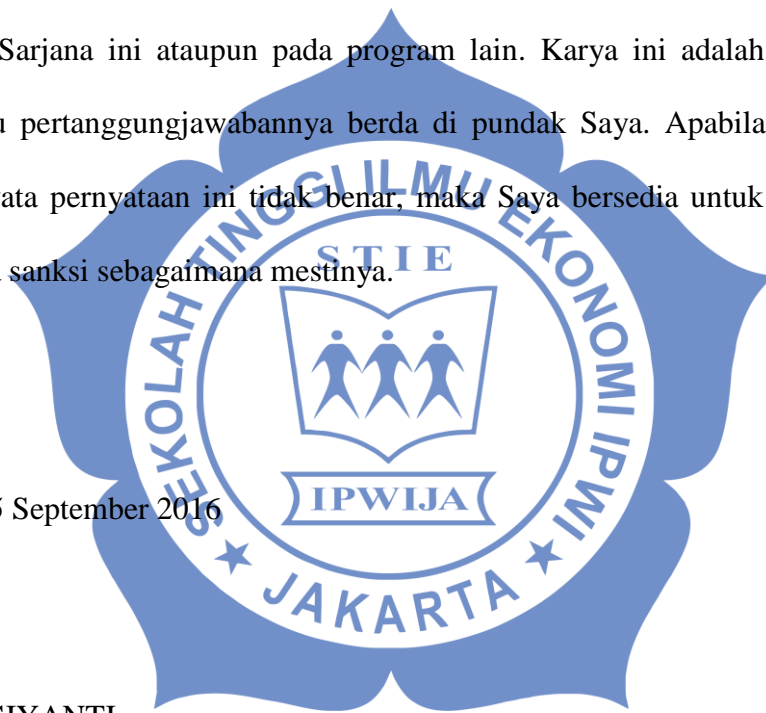 Sarjana ini ataupun pada program lain. Karya ini adalah
pertanggungjawabannya berda di pundak Saya. Apabila
pernyataan ini tidak benar, maka Saya bersedia untuk
sanksi sebagaimana mestinya.
September 2016
SEKOLAH TINGGI ILMU EKONOMI IPWI
STIE
IPWIJA
★ JAKARTA ★